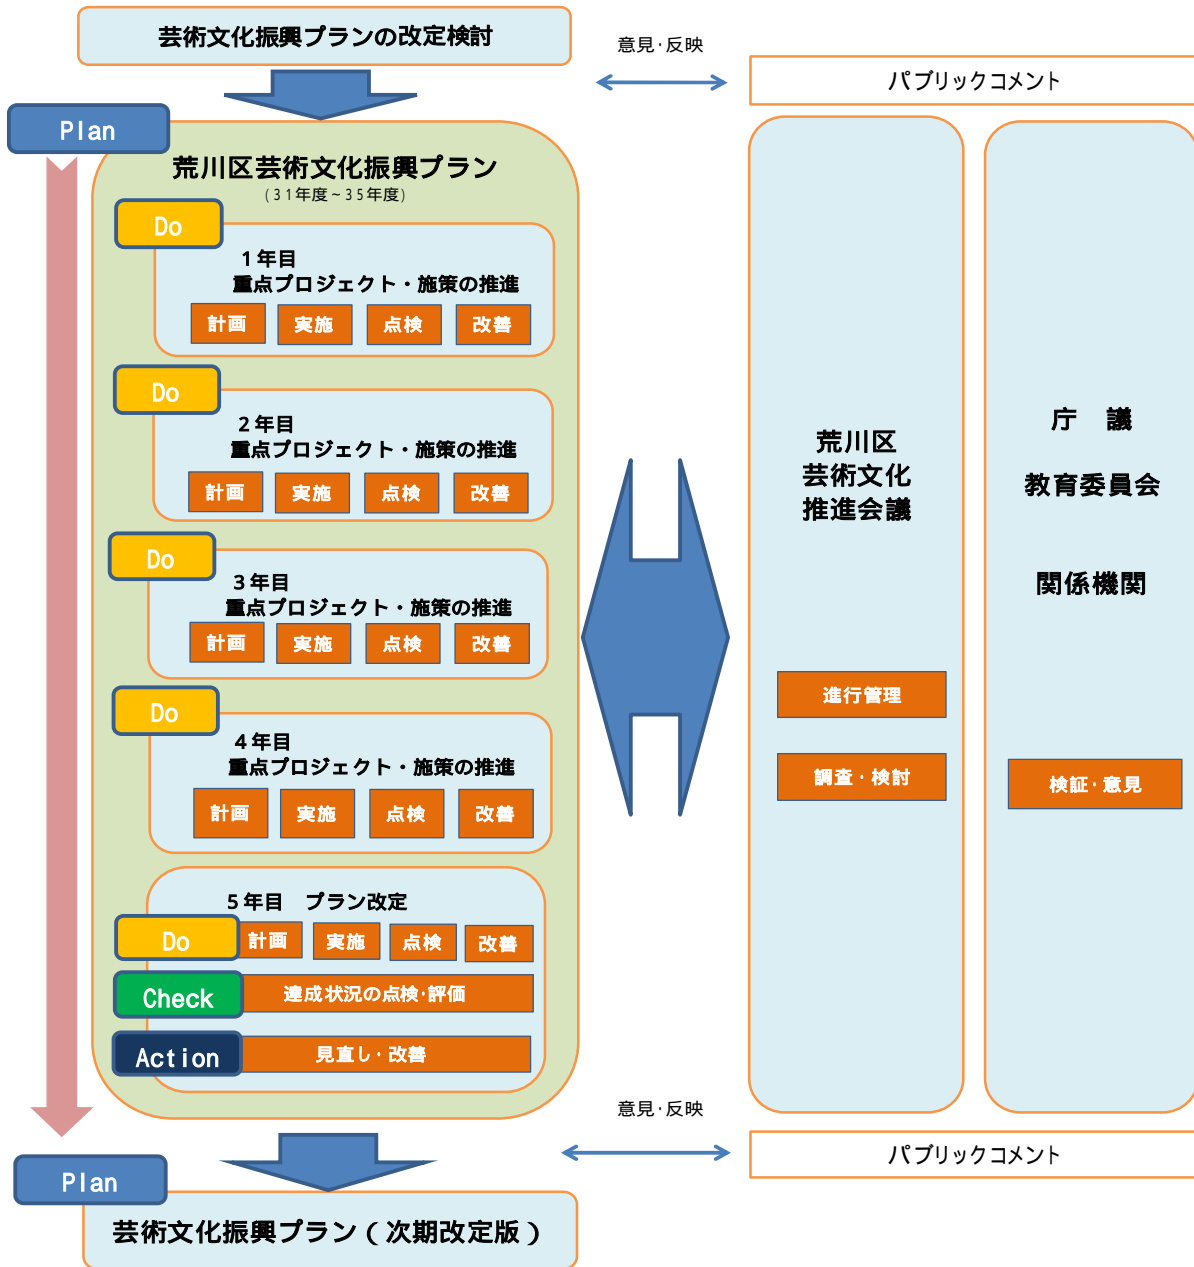 芸術文化振興プランの改定検討
意見･反映
パブリックコメント
Plan
荒川区芸術文化振興プラン
(31年度~35年度)
Do
1年目
重点プロジェクト・施策の推進
計画 実施 点検 改善
Do
2年目
重点プロジェクト・施策の推進
計画 実施 点検 改善
Do
3年目
重点プロジェクト・施策の推進
計画 実施 点検 改善
Do
4年目
重点プロジェクト・施策の推進
計画 実施 点検 改善
5年目　プラン改定
Do 計画 実施 点検 改善
Check 達成状況の点検･評価
Action 見直し･改善
荒川区
芸術文化
推進会議
進行管理
調査・検討
庁　議
教育委員会
関係機関
検証･意見
意見･反映
パブリックコメント
Plan
芸術文化振興プラン（次期改定版）